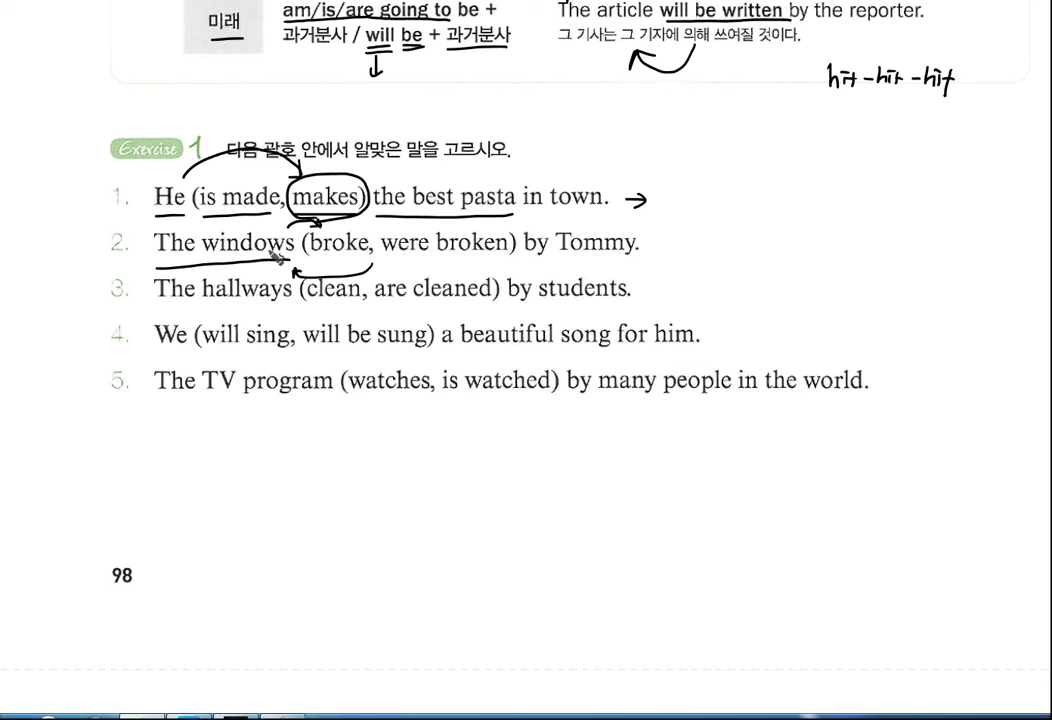 미래
am/is/are going to be +
과거분사 / will be + 과거분사
The article will be written by the reporter.
그 기사는 그 기자에 의해 쓰여질 것이다.
hit - hit - hit
Exercise 1 다음 괄호 안에서 알맞은 말을 고르시오.
1. He (is made, makes) the best pasta in town. →
2. The windows (broke, were broken) by Tommy.
3. The hallways (clean, are cleaned) by students.
4. We (will sing, will be sung) a beautiful song for him.
5. The TV program (watches, is watched) by many people in the world.
98